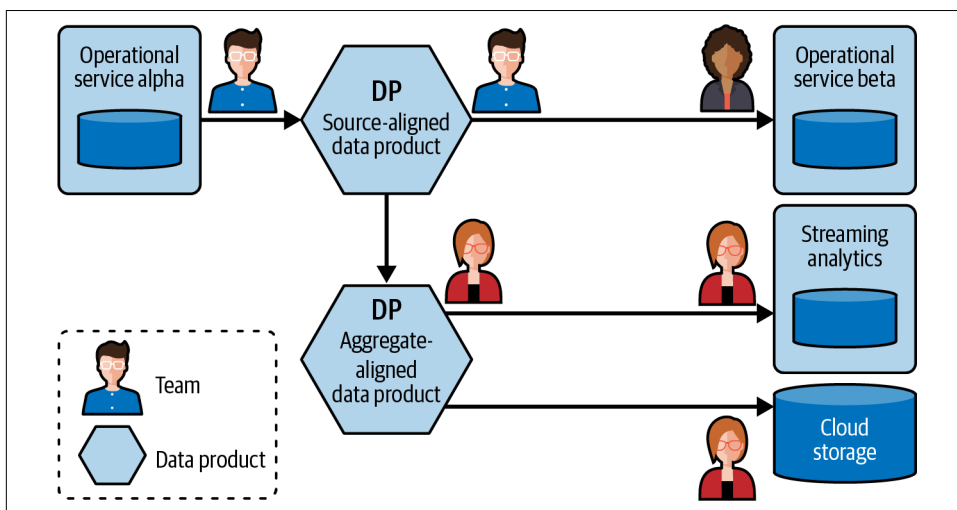 Operational
service alpha
DP
Source-aligned
data product
Operational
service beta
Streaming
analytics
DP
Aggregate-
aligned
data product
Team
Data product
Cloud
storage